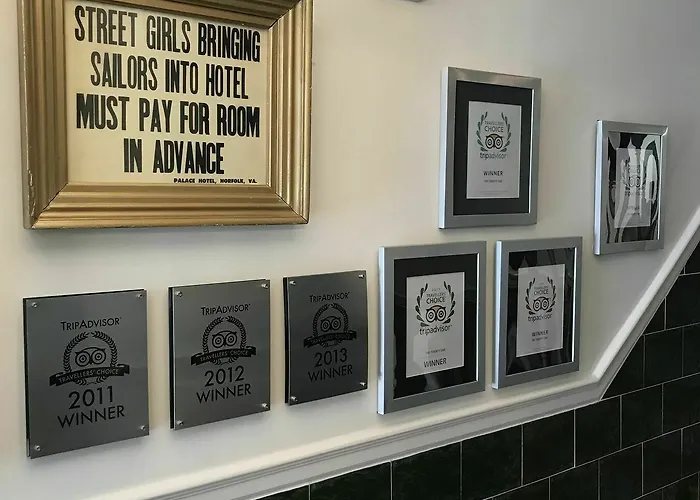 STREET GIRLS BRINGING
SAILORS INTO HOTEL
MUST PAY FOR ROOM
IN ADVANCE
PALACE HOTEL, NORFOLK, VA.
TRIPADVISOR®
TRAVELLERS' CHOICE
2011
WINNER
TRIPADVISOR®
TRAVELLERS' CHOICE
2012
WINNER
TRIPADVISOR®
TRAVELLERS' CHOICE
2013
WINNER
TRAVELLERS'
CHOICE
tripadvisor
WINNER
TRAVELLERS'
CHOICE
tripadvisor
WINNER
TRAVELLERS'
CHOICE
tripadvisor
WINNER